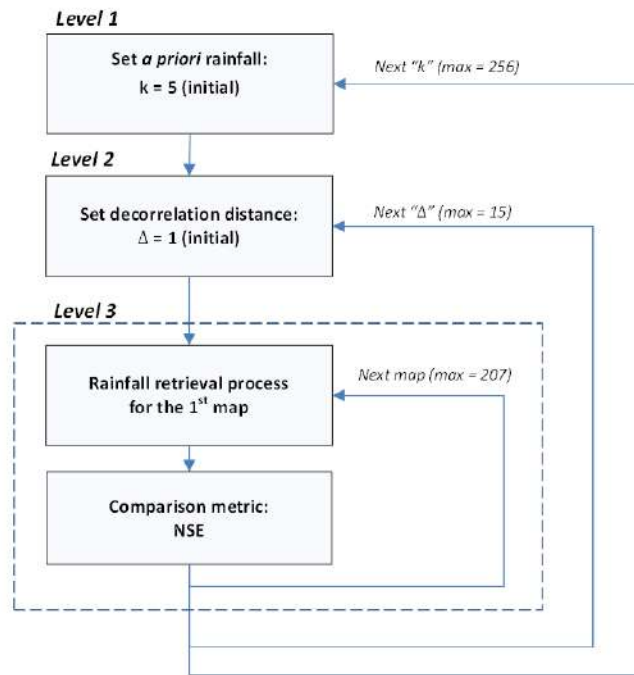 Level 1
Set a priori rainfall:
k = 5 (initial)
Next “k” (max = 256)
Level 2
Set decorrelation distance:
Δ = 1 (initial)
Next “Δ” (max = 15)
Level 3
Rainfall retrieval process
for the 1st map
Next map (max = 207)
Comparison metric:
NSE